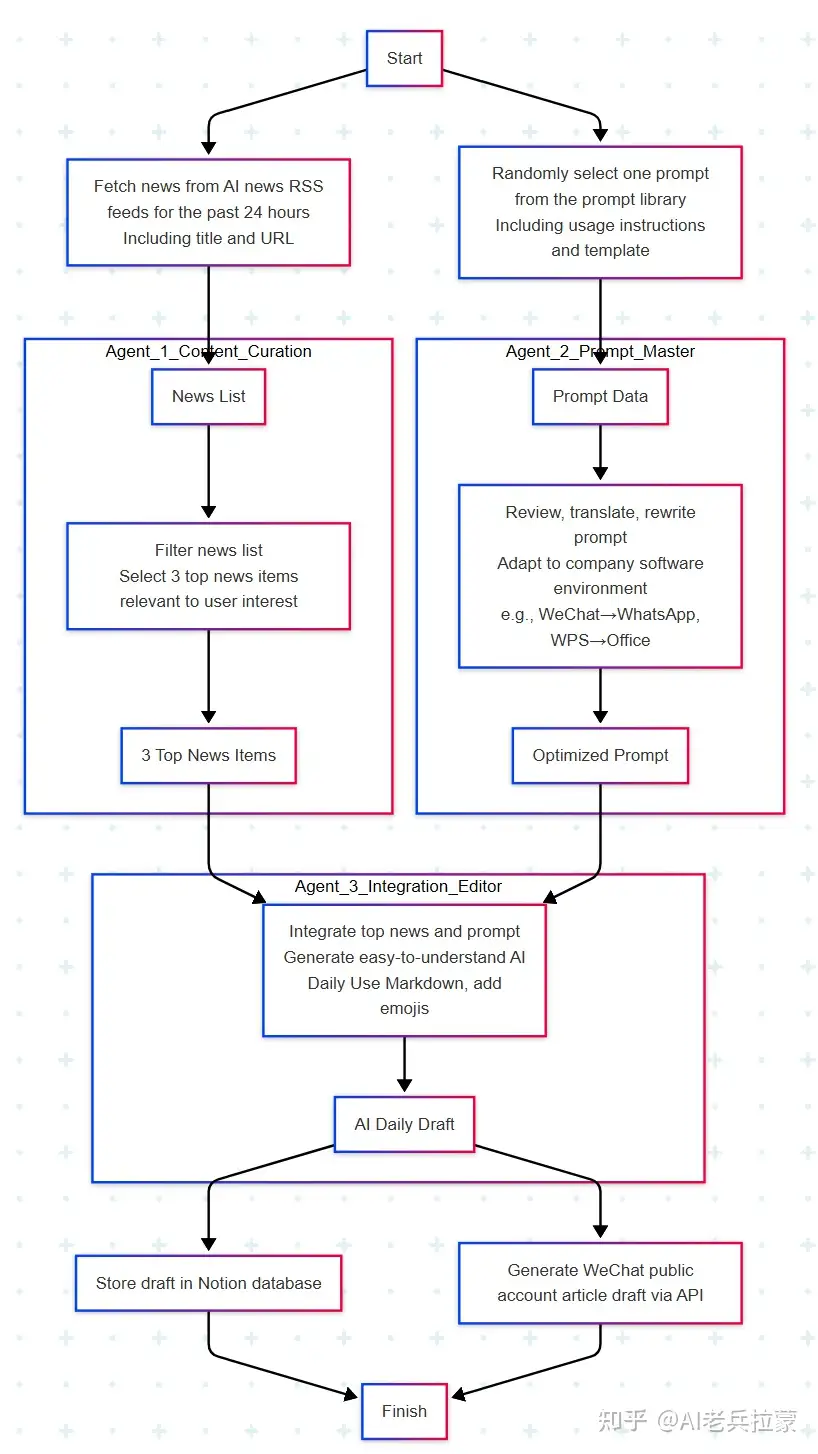 Start
Fetch news from AI news RSS
feeds for the past 24 hours
Including title and URL
Randomly select one prompt
from the prompt library
Including usage instructions
and template
Agent_1_Content_Curation
News List
Filter news list
Select 3 top news items
relevant to user interest
3 Top News Items
Agent_2_Prompt_Master
Prompt Data
Review, translate, rewrite
prompt
Adapt to company software
environment
e.g., WeChat→WhatsApp,
WPS→Office
Optimized Prompt
Agent_3_Integration_Editor
Integrate top news and prompt
Generate easy-to-understand AI
Daily Use Markdown, add
emojis
AI Daily Draft
Store draft in Notion database
Generate WeChat public
account article draft via API
Finish
知乎 @AI老兵拉蒙